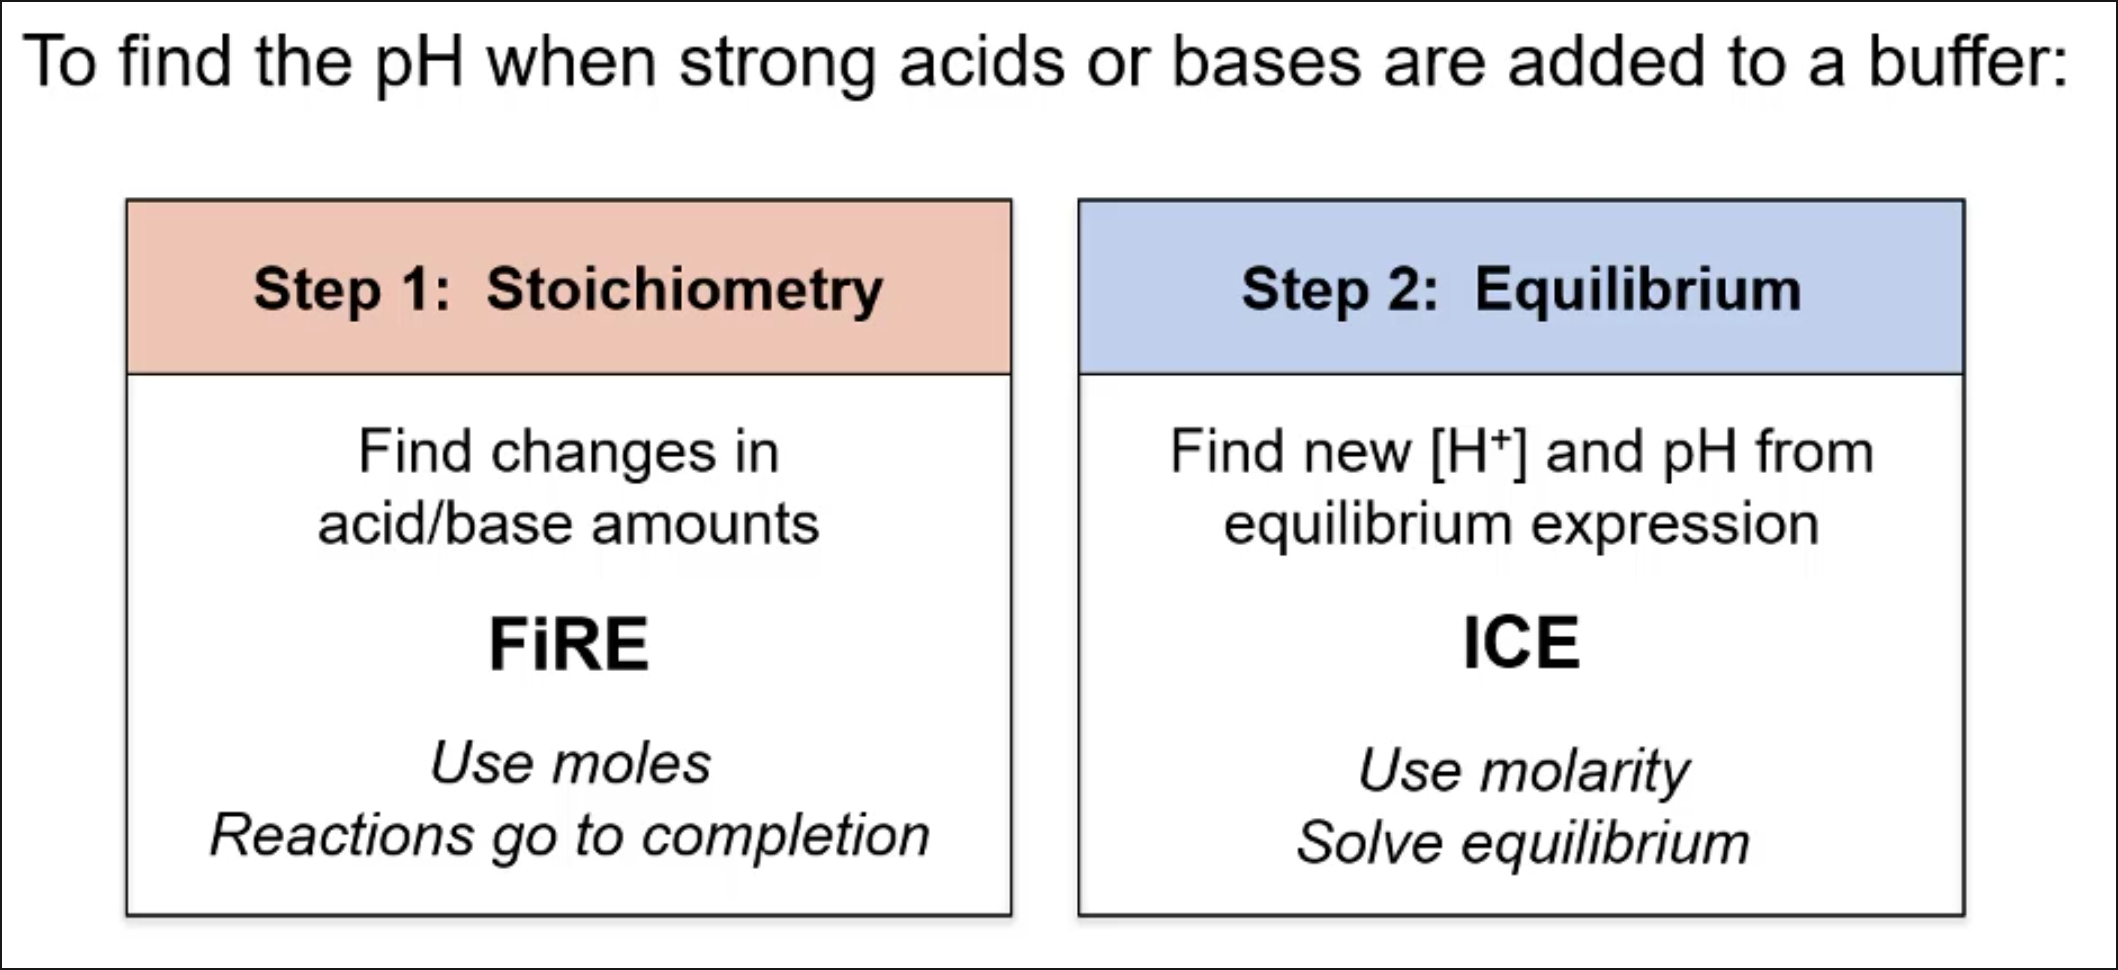 To find the pH when strong acids or bases are added to a buffer:
Step 1: Stoichiometry
Find changes in
acid/base amounts
FiRE
Use moles
Reactions go to completion
Step 2: Equilibrium
Find new [H⁺] and pH from
equilibrium expression
ICE
Use molarity
Solve equilibrium